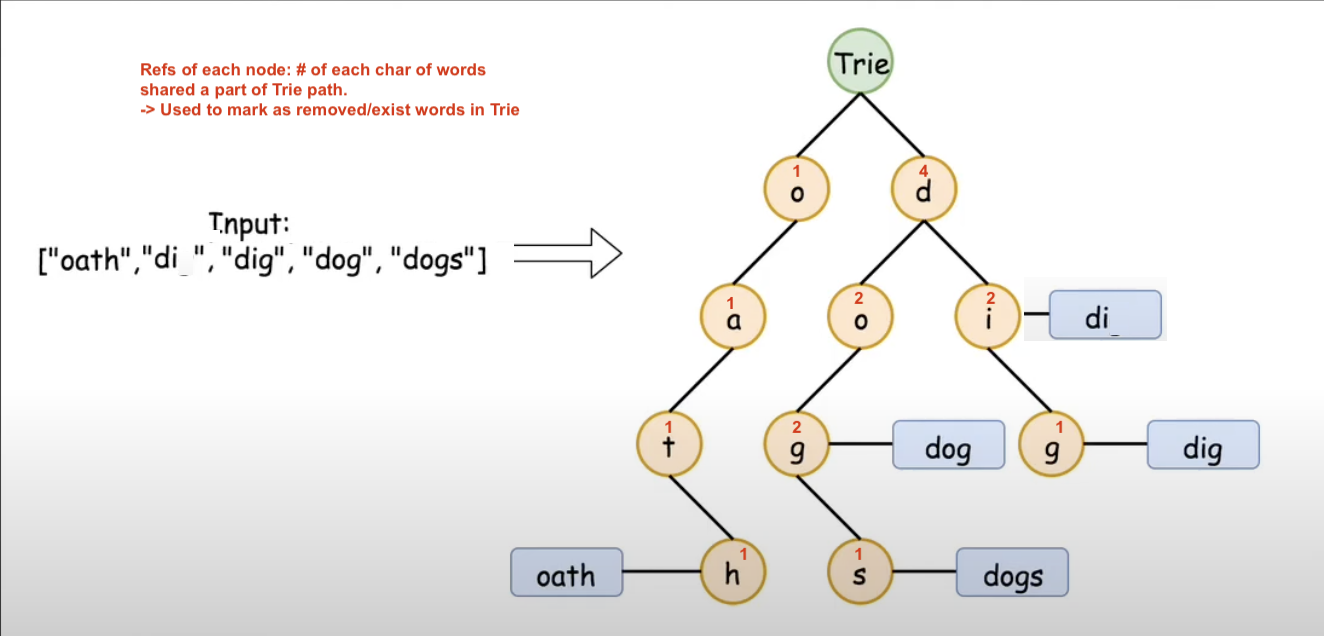 Refs of each node: # of each char of words
shared a part of Trie path.
-> Used to mark as removed/exist words in Trie
Trie
1
o
4
d
Input:
["oath","di_", "dig", "dog", "dogs"]
1
a
2
o
2
i
di_
1
t
2
g
dog
1
g
dig
oath
1
h
1
s
dogs